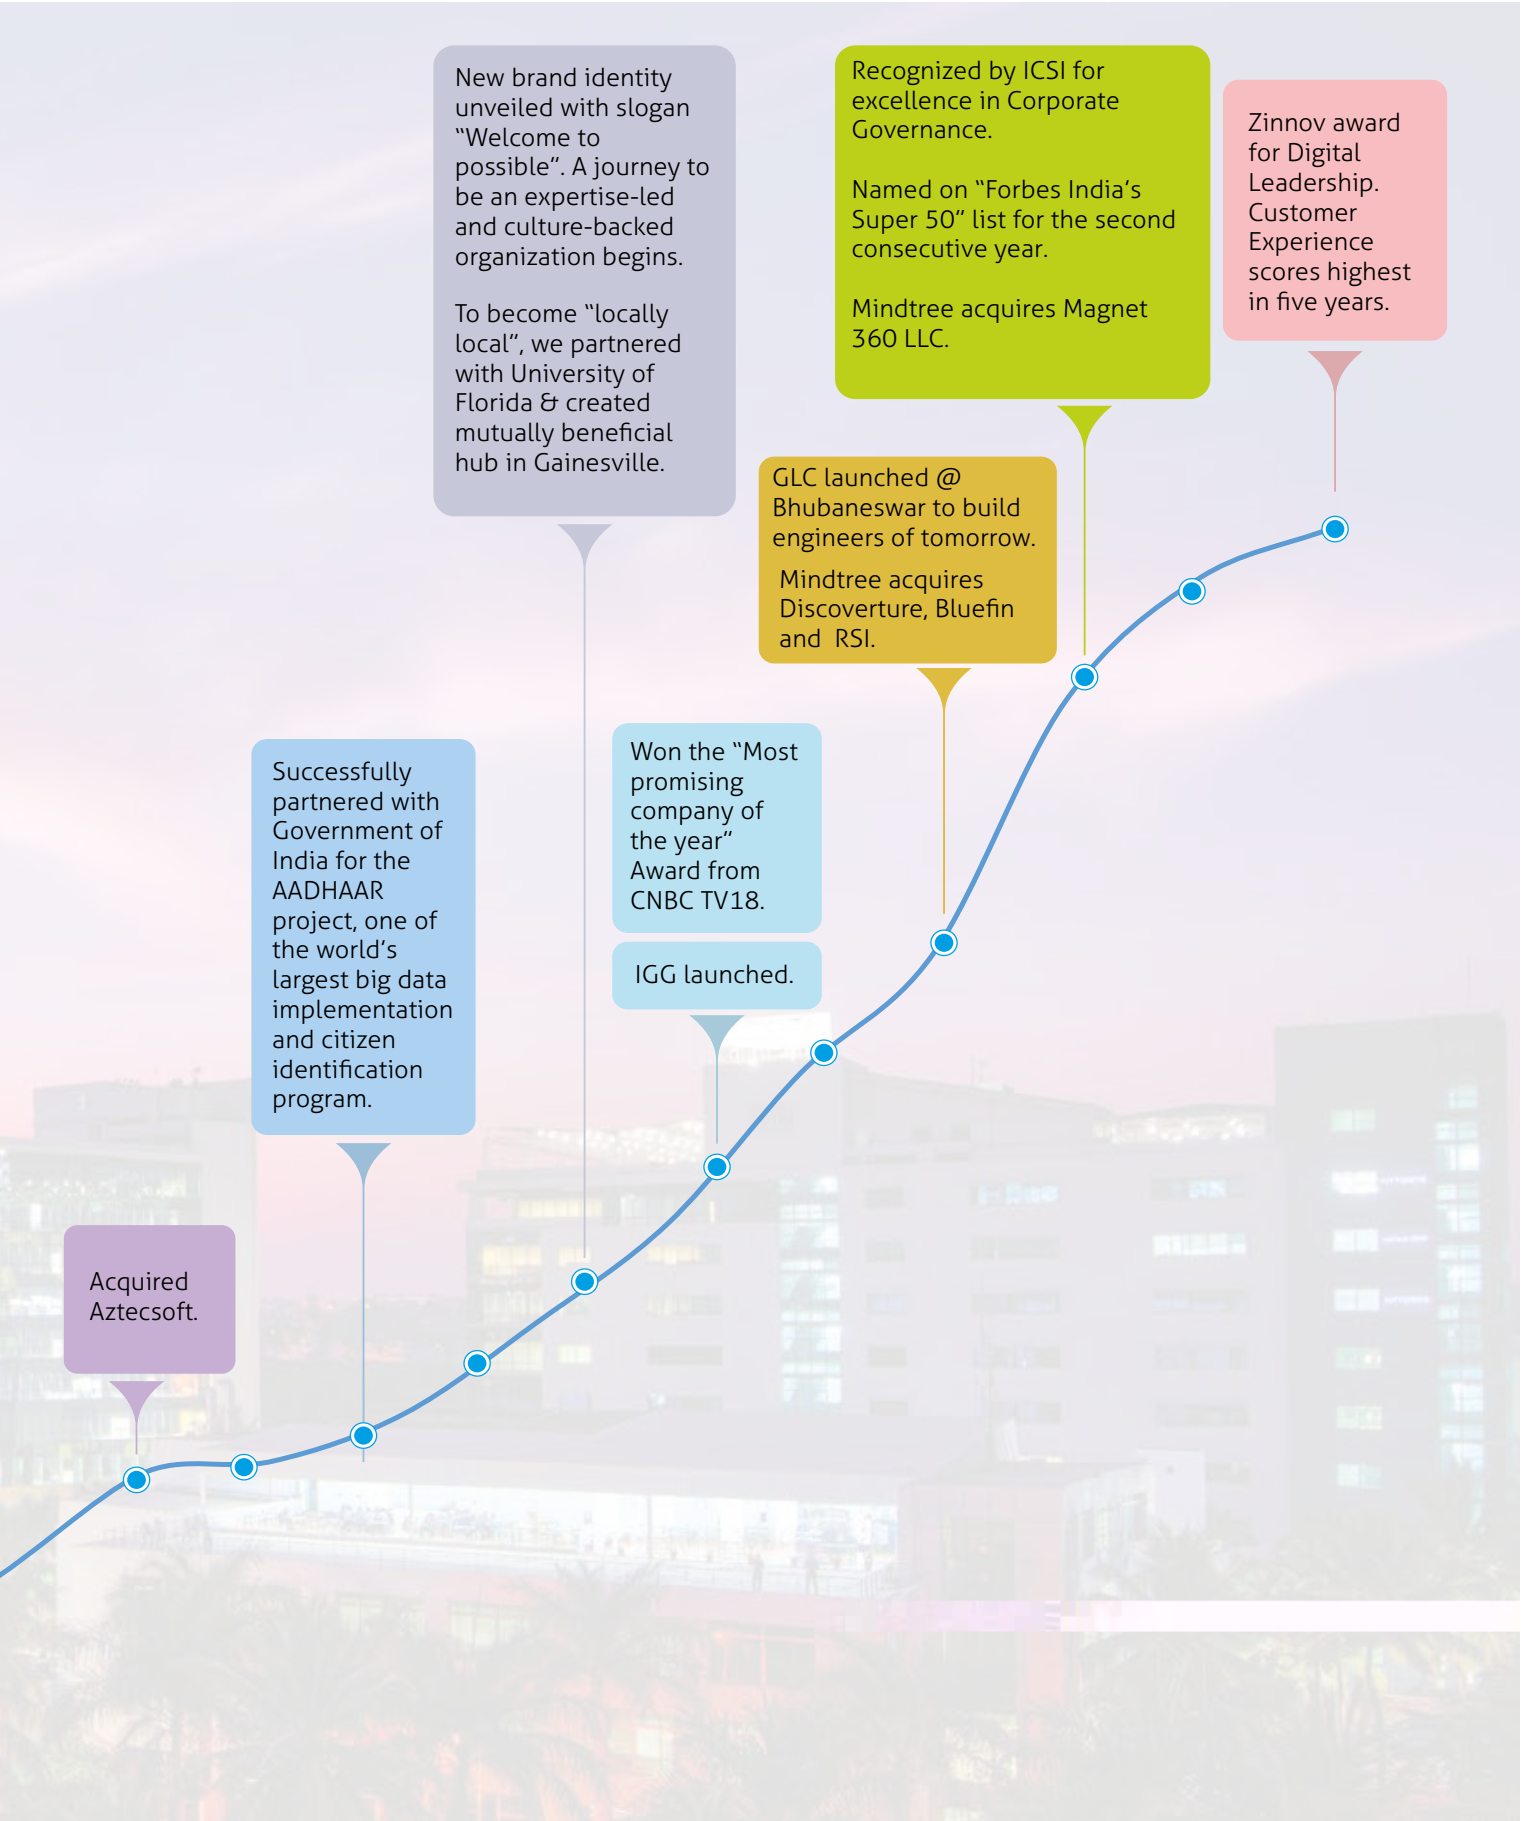 New brand identity
unveiled with slogan
“Welcome to
possible”. A journey to
be an expertise-led
and culture-backed
organization begins.
To become “locally
local”, we partnered
with University of
Florida & created
mutually beneficial
hub in Gainesville.
Recognized by ICSI for
excellence in Corporate
Governance.
Named on “Forbes India’s
Super 50” list for the second
consecutive year.
Mindtree acquires Magnet
360 LLC.
Zinnov award
for Digital
Leadership.
Customer
Experience
scores highest
in five years.
GLC launched @
Bhubaneswar to build
engineers of tomorrow.
Mindtree acquires
Discoverture, Bluefin
and RSI.
Successfully
partnered with
Government of
India for the
AADHAAR
project, one of
the world’s
largest big data
implementation
and citizen
identification
program.
Won the “Most
promising
company of
the year”
Award from
CNBC TV18.
IGG launched.
Acquired
Aztecsoft.